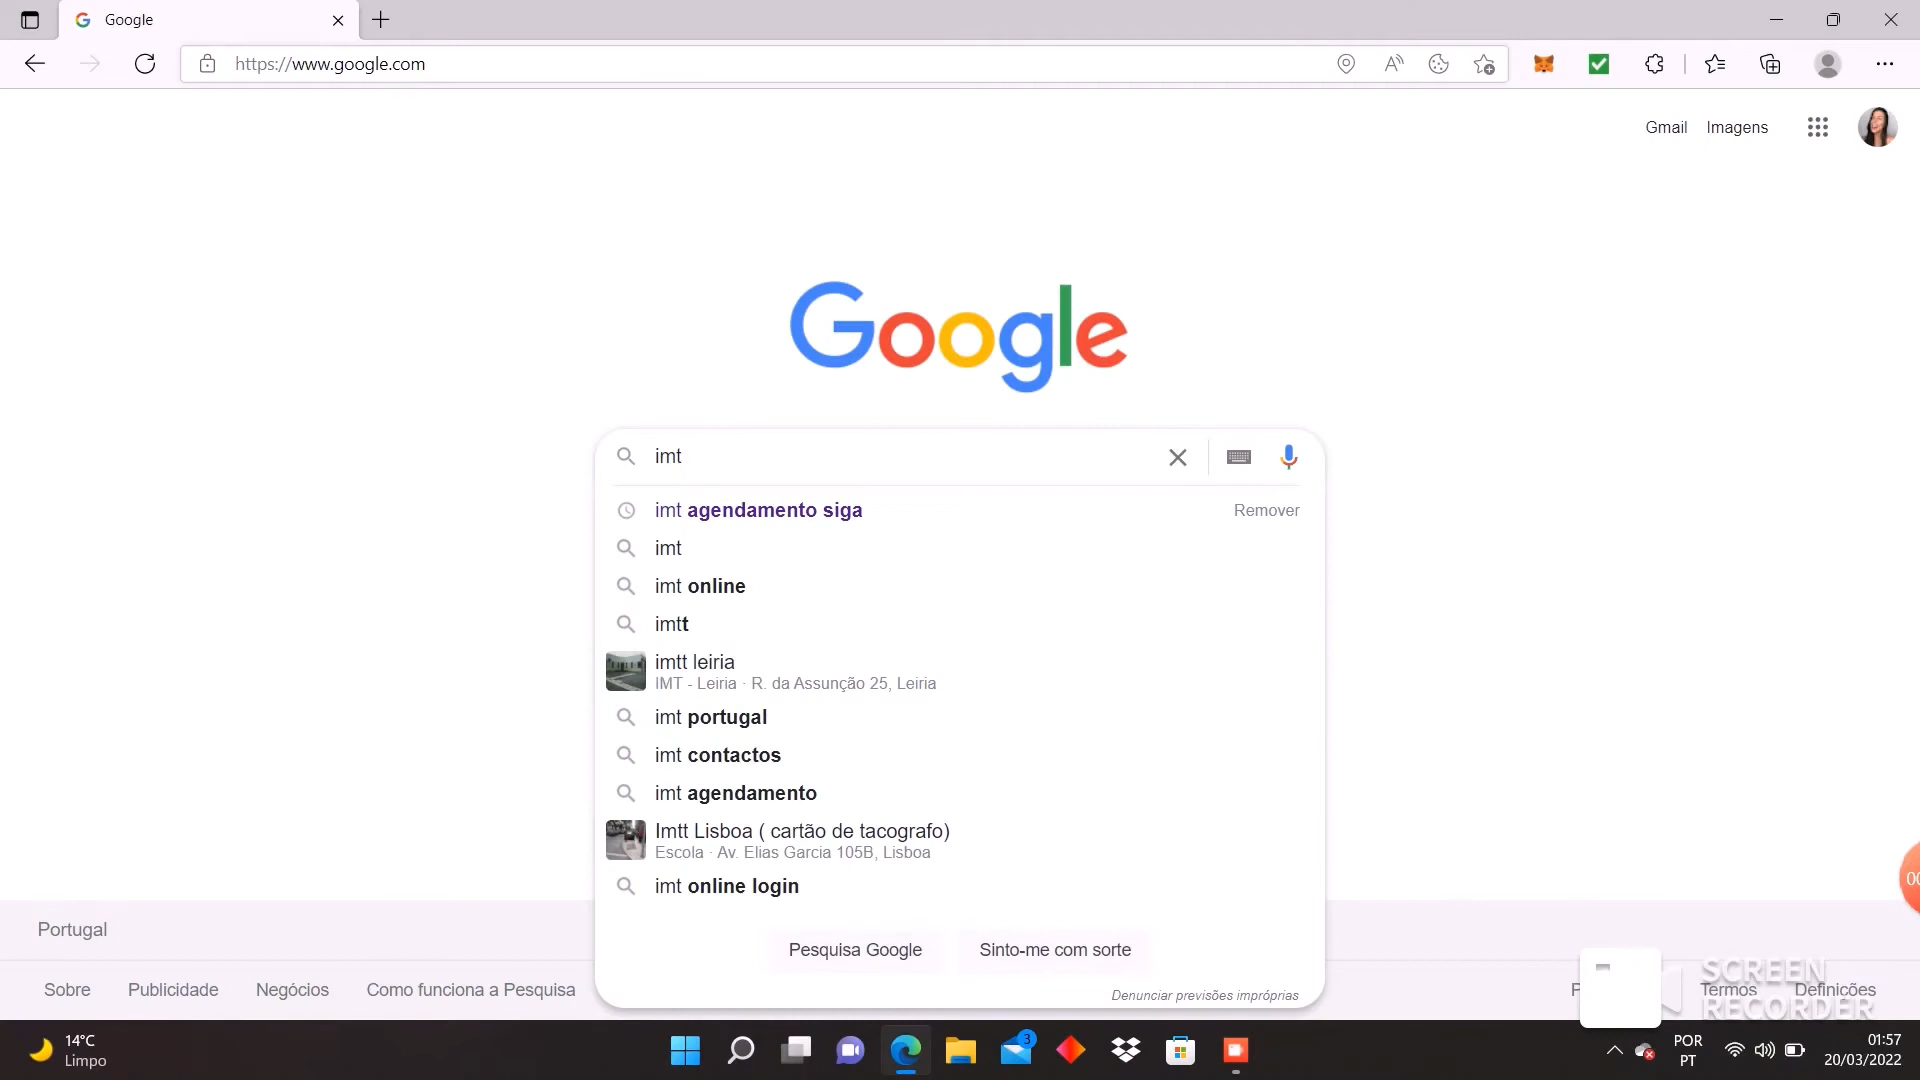 Google
https://www.google.com
Gmail Imagens
Google
imt
imt agendamento siga Remover
imt
imt online
imtt
imtt leiria
IMT - Leiria · R. da Assunção 25, Leiria
imt portugal
imt contactos
imt agendamento
Imtt Lisboa ( cartão de tacografo)
Escola · Av. Elias Garcia 105B, Lisboa
imt online login
Pesquisa Google Sinto-me com sorte
Denunciar previsões impróprias
00
Portugal
Sobre Publicidade Negócios Como funciona a Pesquisa Termos Definições
SCREEN
RECORDER
14°C
Limpo
3
POR
PT
01:57
20/03/2022